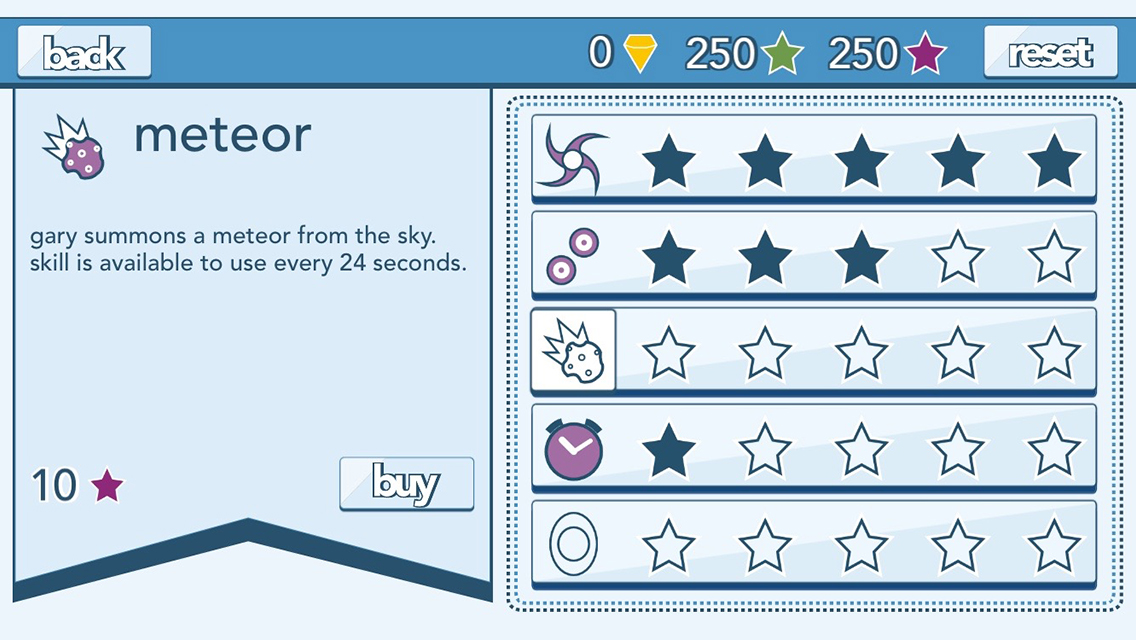 back
0 250 250
reset
meteor
gary summons a meteor from the sky.
skill is available to use every 24 seconds.
10
buy